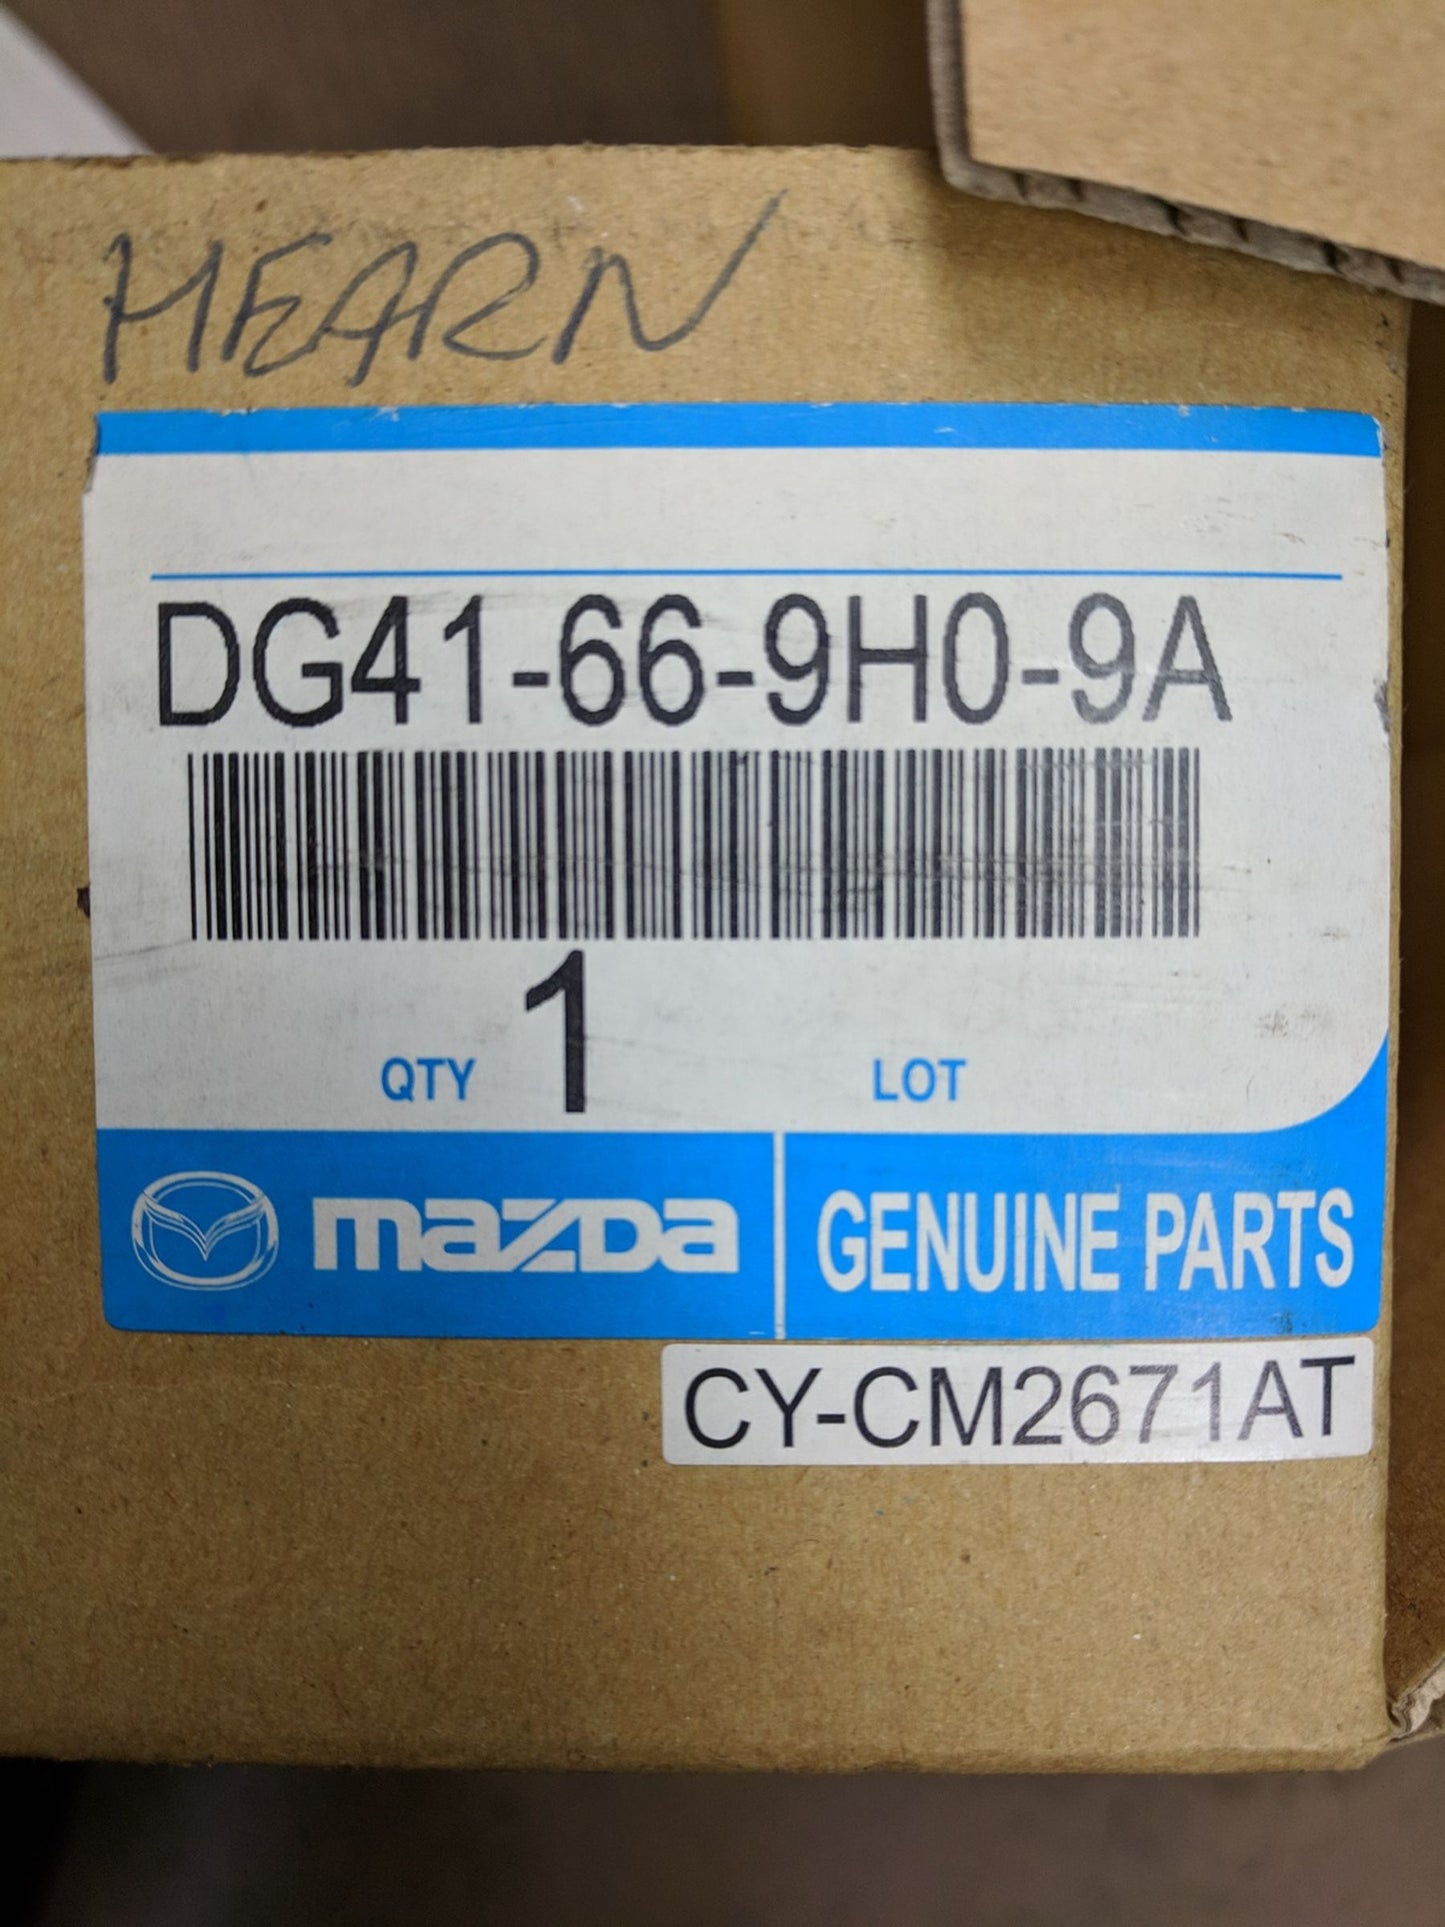 HEARN
DG41-66-9H0-9A
QTY 1 LOT
mazda GENUINE PARTS
CY-CM2671AT